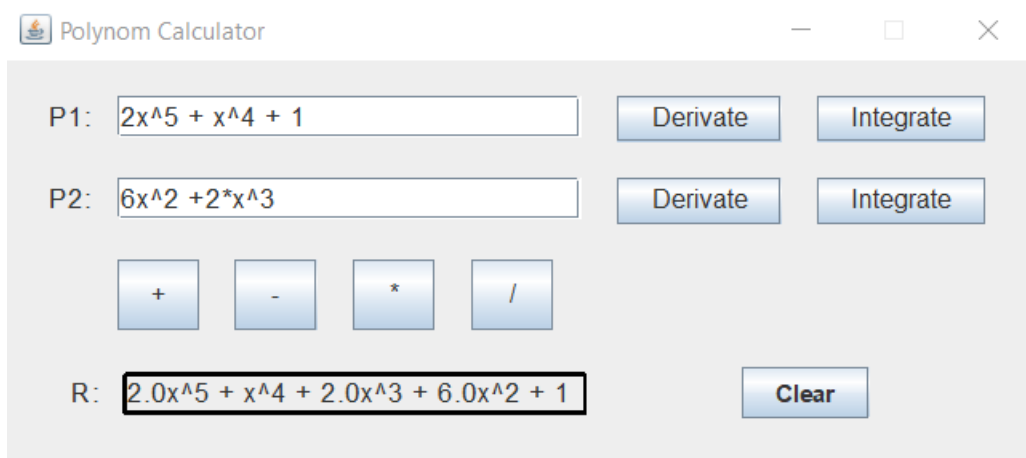 Polynom Calculator
P1: 2x^5 + x^4 + 1 Derivate Integrate
P2: 6x^2 +2*x^3 Derivate Integrate
+ - * /
R: 2.0x^5 + x^4 + 2.0x^3 + 6.0x^2 + 1 Clear